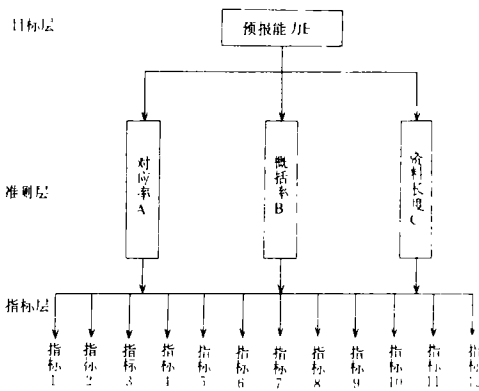 目标层
预报能力E
对应率A
概括率B
资料长度C
准则层
指标层
指标1
指标2
指标3
指标4
指标5
指标6
指标7
指标8
指标9
指标10
指标11